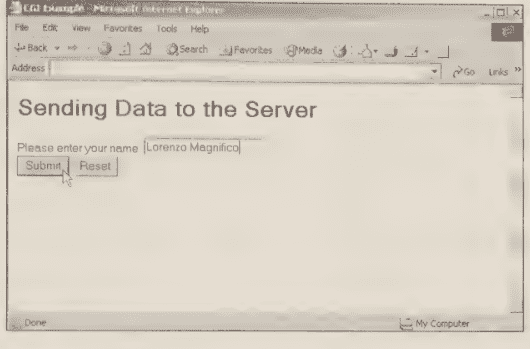 CGI Example - Microsoft Internet Explorer
File Edit View Favorites Tools Help
Back Search Favorites Media
Address Go Links »
Sending Data to the Server
Please enter your name Lorenzo Magnifico
Submit Reset
Done My Computer